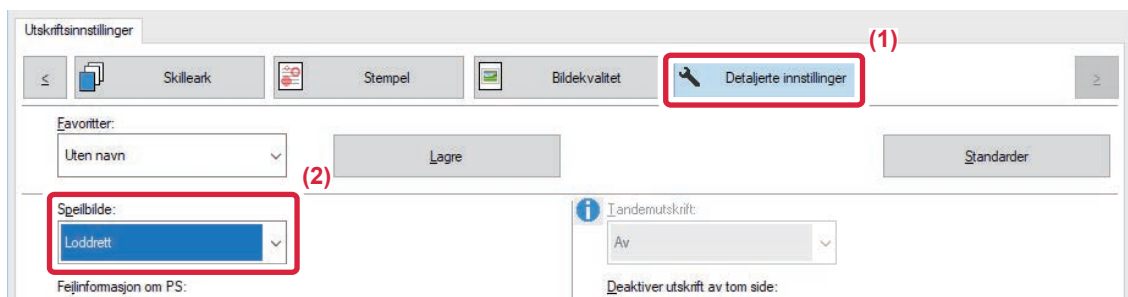 Utskriftsinnstillinger
(1)
< Skilleark Stempel Bildekvalitet Detaljerte innstillinger >
Favoritter:
Uten navn Lagre Standarder
(2)
Speilbilde: Tandemutskrift:
Loddrett Av
Feilinformasjon om PS: Deaktiver utskrift av tom side: